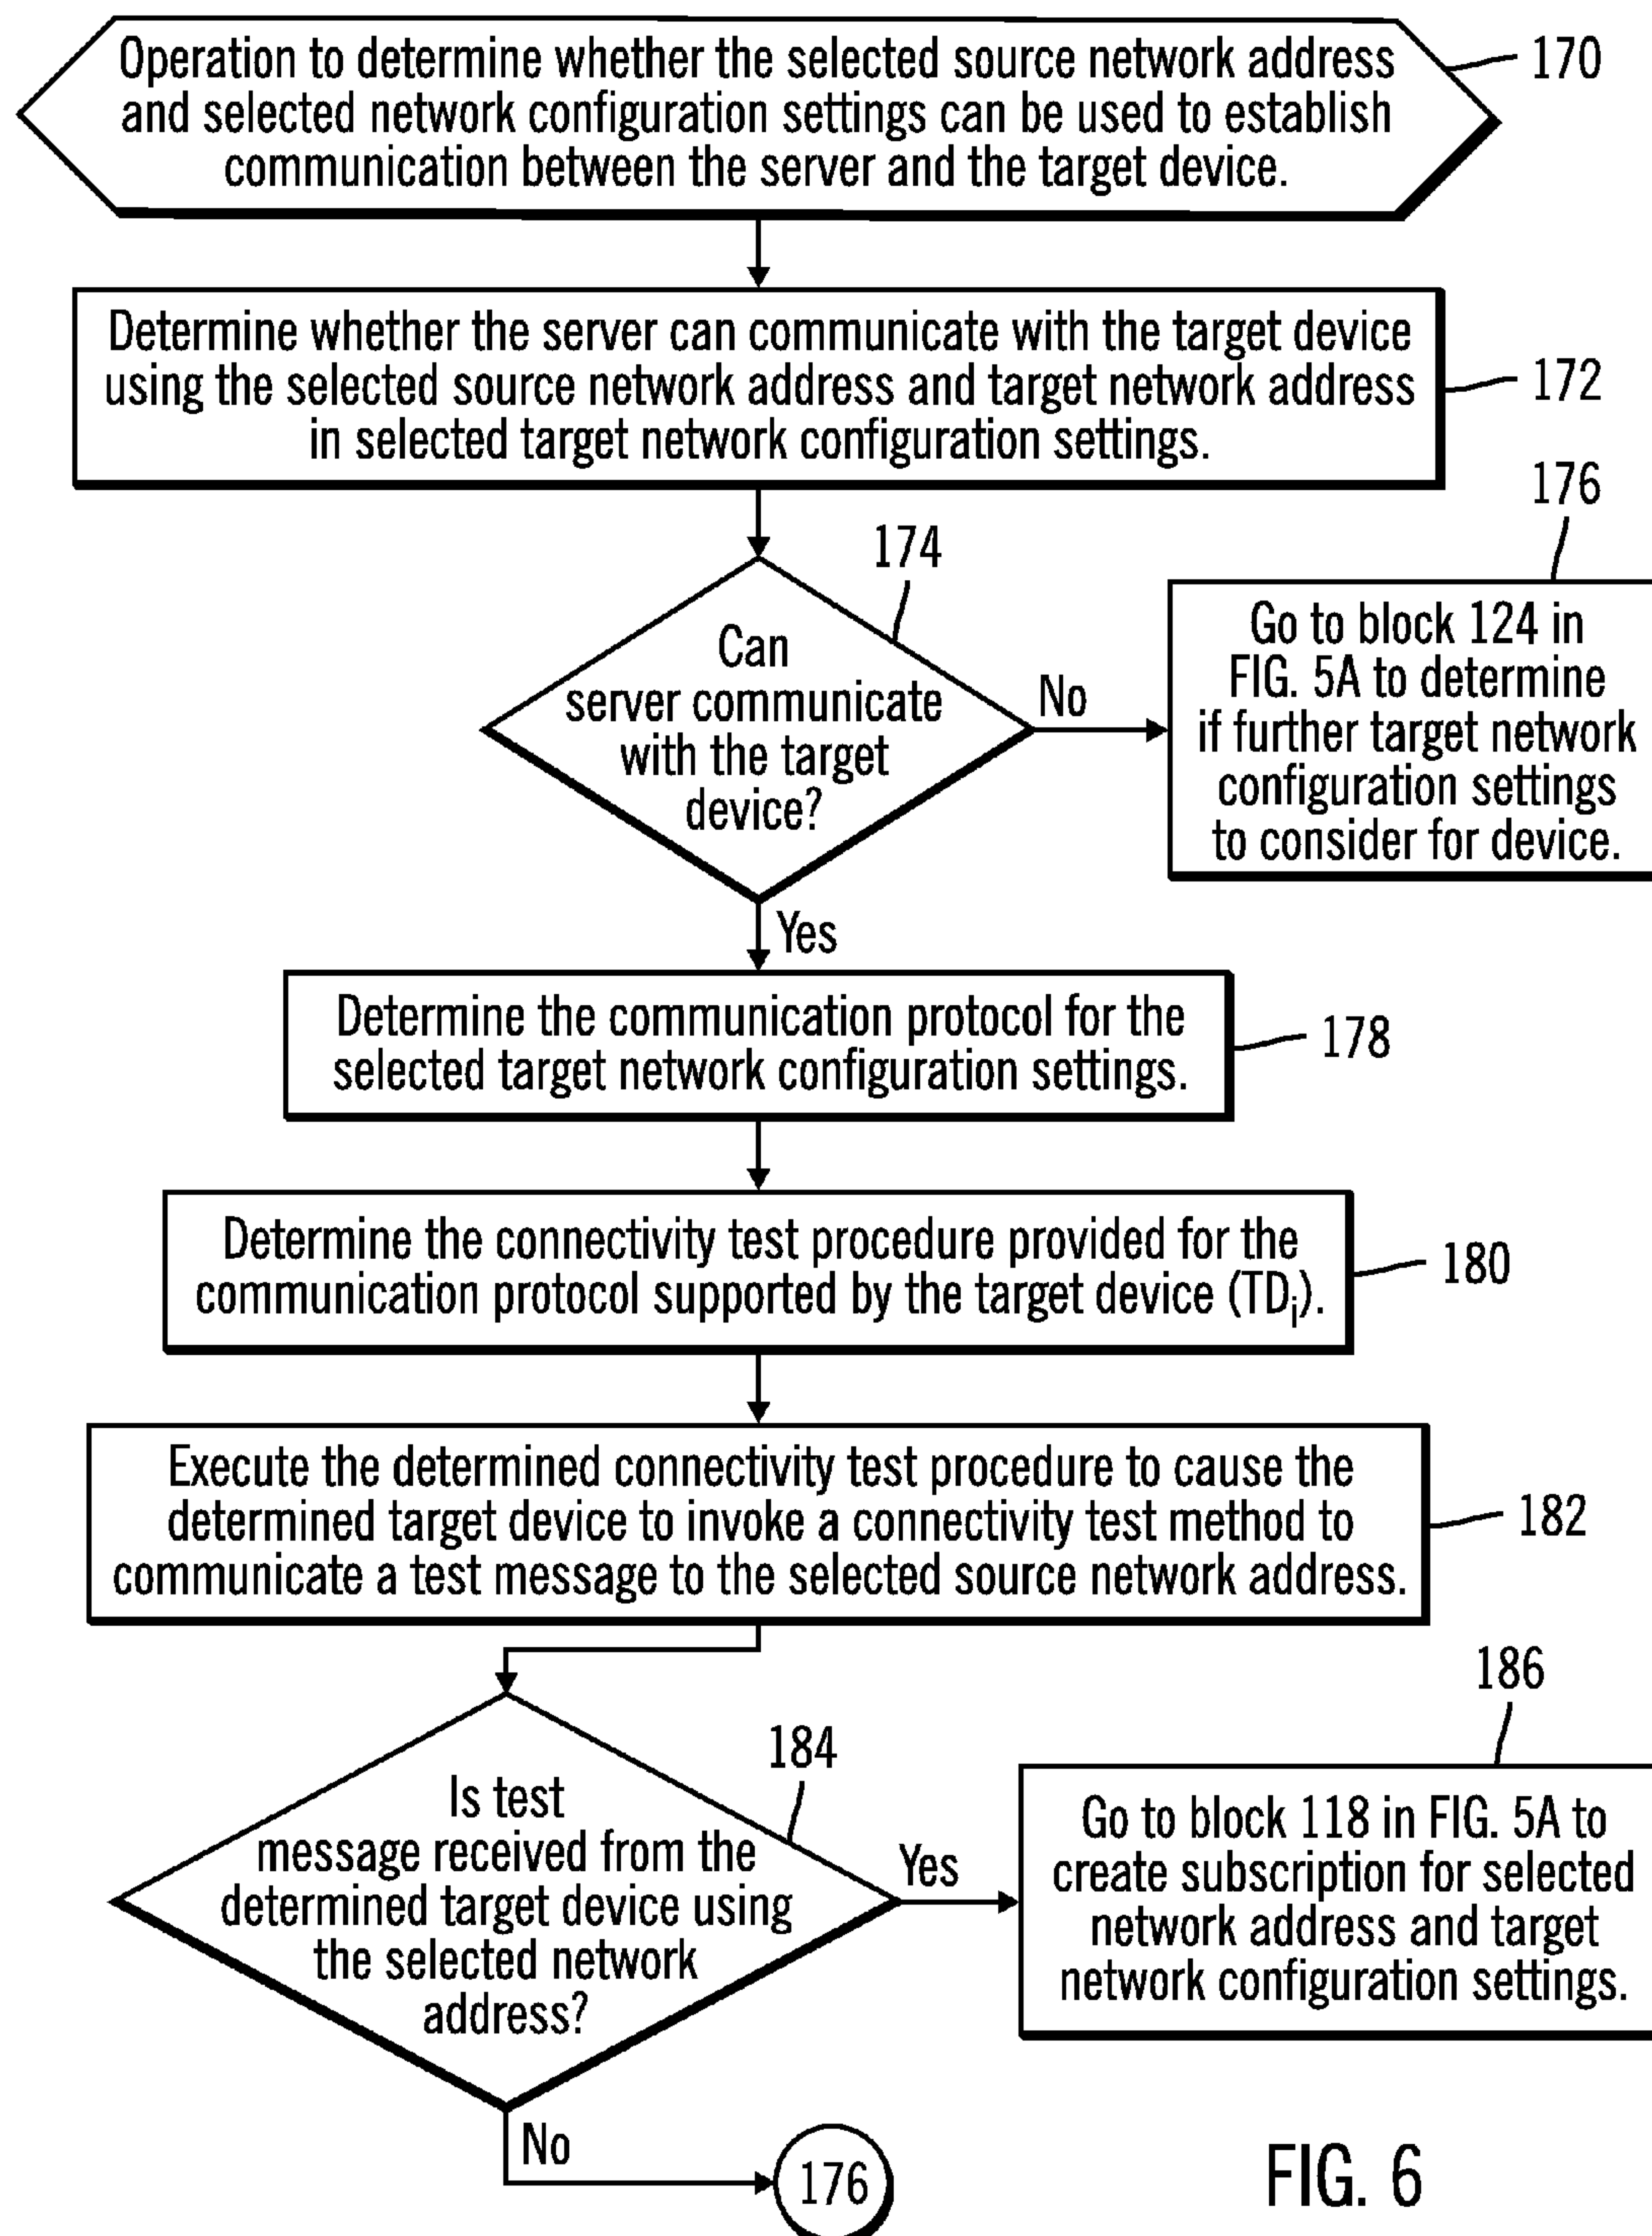 Operation to determine whether the selected source network address
and selected network configuration settings can be used to establish
communication between the server and the target device.
170
Determine whether the server can communicate with the target device
using the selected source network address and target network address
in selected target network configuration settings.
172
174
Can
server communicate
with the target
device?
No
176
Go to block 124 in
FIG. 5A to determine
if further target network
configuration settings
to consider for device.
Yes
Determine the communication protocol for the
selected target network configuration settings.
178
Determine the connectivity test procedure provided for the
communication protocol supported by the target device (TDi).
180
Execute the determined connectivity test procedure to cause the
determined target device to invoke a connectivity test method to
communicate a test message to the selected source network address.
182
184
Is test
message received from the
determined target device using
the selected network
address?
Yes
186
Go to block 118 in FIG. 5A to
create subscription for selected
network address and target
network configuration settings.
No
176
FIG. 6